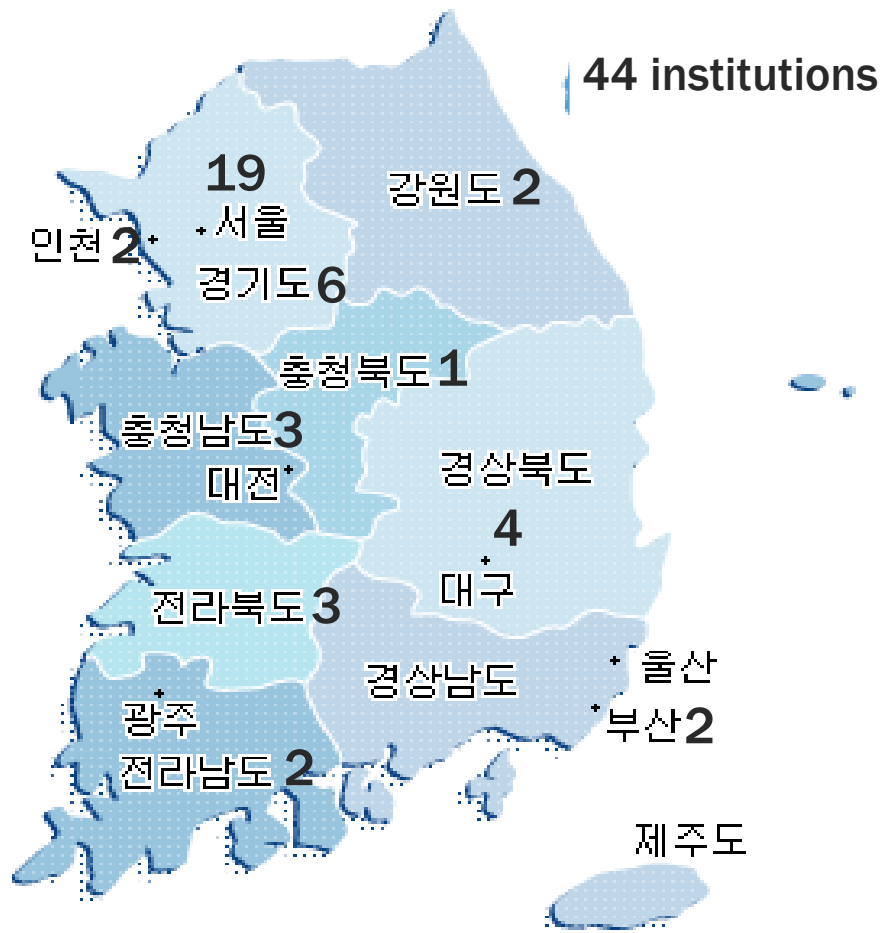 44 institutions
19
강원도 2
서울
인천 2
경기도 6
충청북도 1
충청남도 3
대전
경상북도
4
대구
전라북도 3
경상남도
울산
광주
부산 2
전라남도 2
제주도